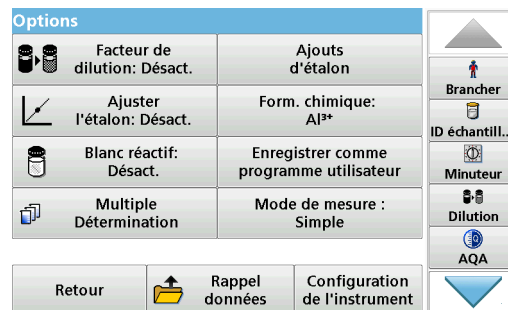 Options
Facteur de
dilution: Désact.
Ajouts
d'étalon
Ajuster
l'étalon: Désact.
Form. chimique:
Al³⁺
Blanc réactif:
Désact.
Enregistrer comme
programme utilisateur
Multiple
Détermination
Mode de mesure :
Simple
Retour
Rappel
données
Configuration
de l'instrument
Brancher
ID échantill..
Minuteur
Dilution
AQA